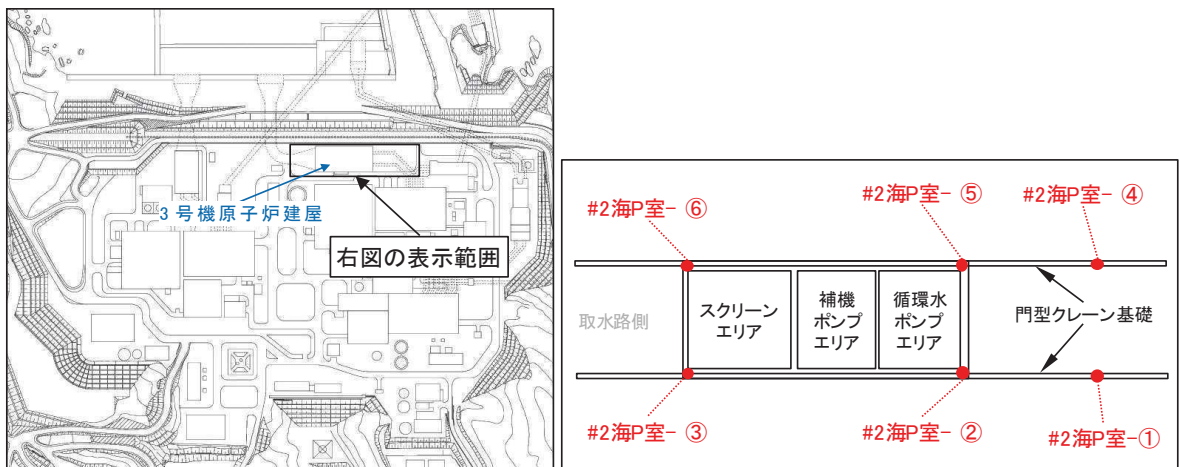 3号機原子炉建屋
右図の表示範囲
#2海P室- ⑥
#2海P室- ⑤
#2海P室- ④
取水路側
スクリーン
エリア
補機
ポンプ
エリア
循環水
ポンプ
エリア
門型クレーン基礎
#2海P室- ③
#2海P室- ②
#2海P室-①